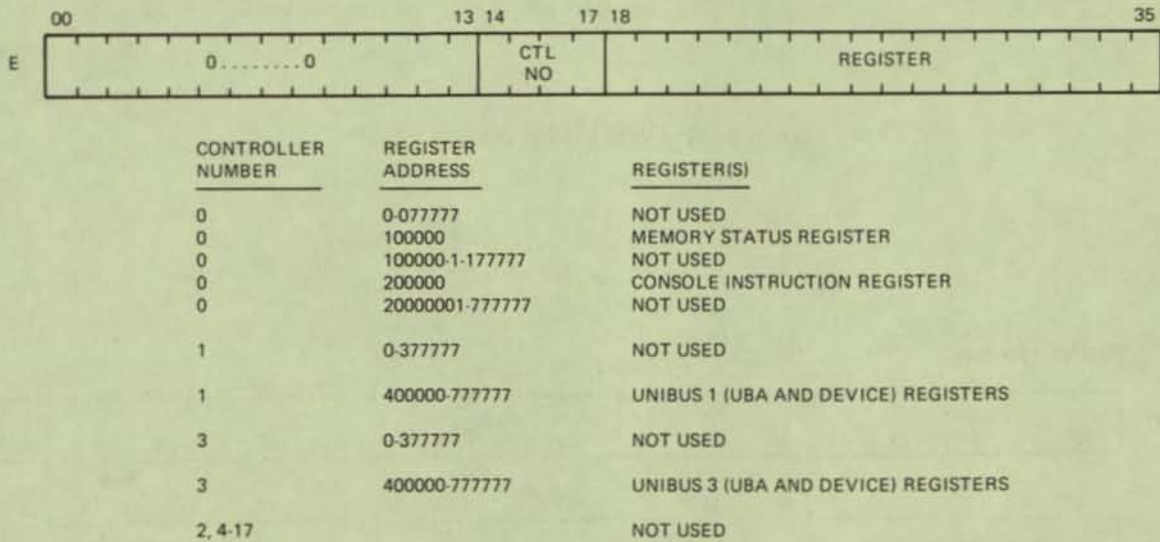 00 13 14 17 18 35
E 0........0 CTL NO REGISTER
CONTROLLER NUMBER REGISTER ADDRESS REGISTER(S)
0 0-077777 NOT USED
0 100000 MEMORY STATUS REGISTER
0 100000-1-177777 NOT USED
0 200000 CONSOLE INSTRUCTION REGISTER
0 20000001-777777 NOT USED
1 0-377777 NOT USED
1 400000-777777 UNIBUS 1 (UBA AND DEVICE) REGISTERS
3 0-377777 NOT USED
3 400000-777777 UNIBUS 3 (UBA AND DEVICE) REGISTERS
2, 4-17 NOT USED